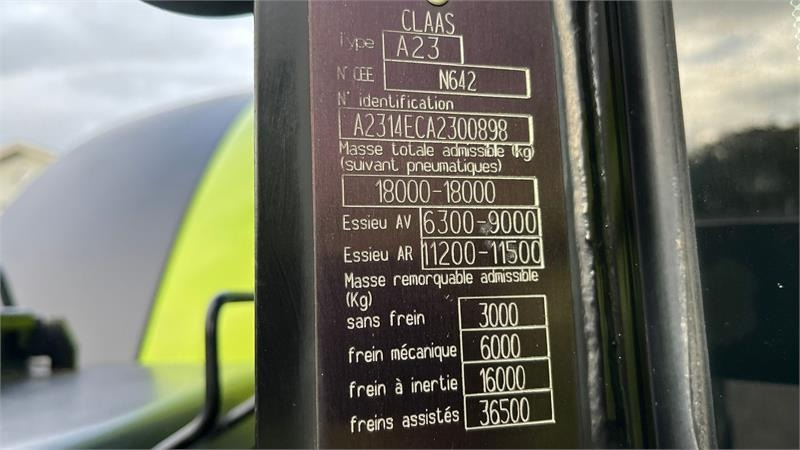 CLAAS
Type A23
N° CEE N642
N° identification
A2314ECA2300898
Masse totale admissible (kg)
(suivant pneumatiques)
18000-18000
Essieu AV 6300-9000
Essieu AR 11200-11500
Masse remorquable admissible
(Kg)
sans frein 3000
frein mécanique 6000
frein à inertie 16000
freins assistés 36500